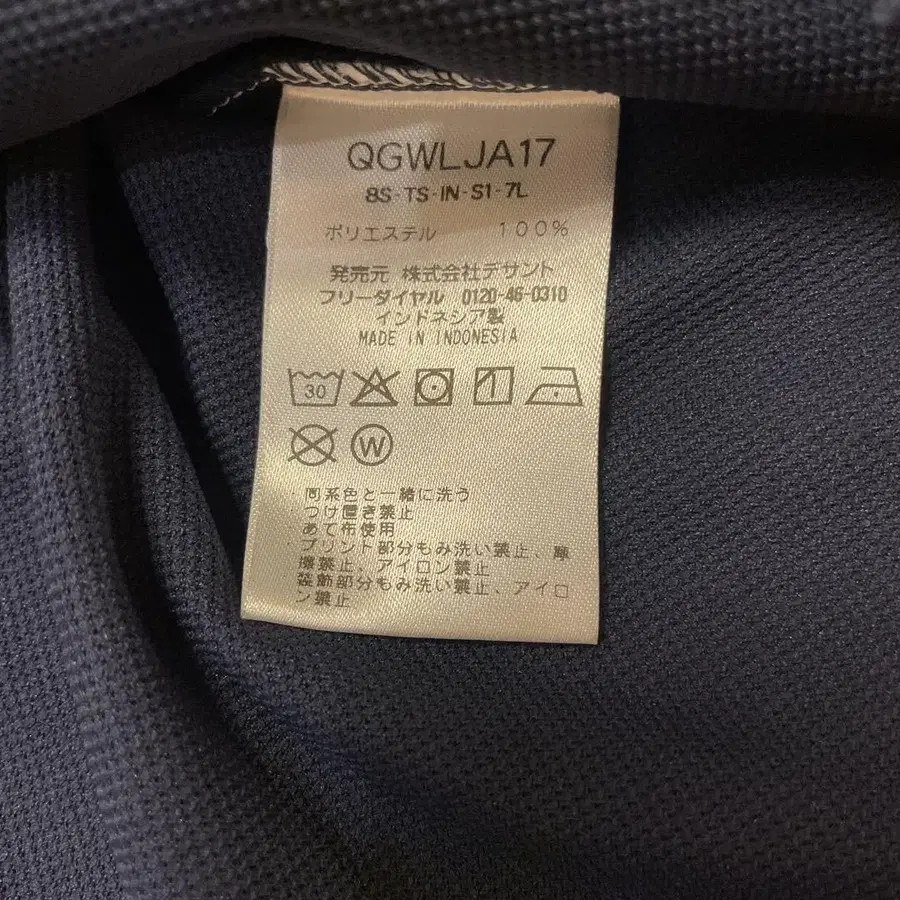 QGWLJA17
8S-TS-IN-S1-7L
ポリエステル 100%
発売元 株式会社デサント
フリーダイヤル 0120-46-0310
インドネシア製
MADE IN INDONESIA
30
W
・同系色と一緒に洗う
つけ置き禁止
あて布使用
・プリント部分もみ洗い禁止、摩
擦禁止、アイロン禁止
装飾部分もみ洗い禁止、アイロ
ン禁止